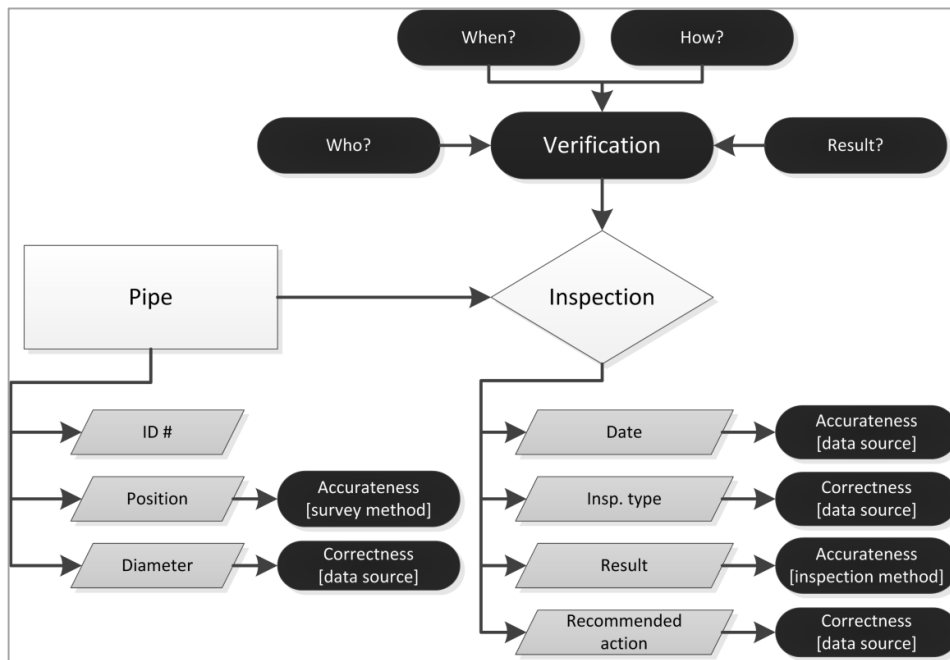 When?
How?
Who?
Verification
Result?
Pipe
Inspection
ID #
Position
Accurateness
[survey method]
Diameter
Correctness
[data source]
Date
Accurateness
[data source]
Insp. type
Correctness
[data source]
Result
Accurateness
[inspection method]
Recommended
action
Correctness
[data source]